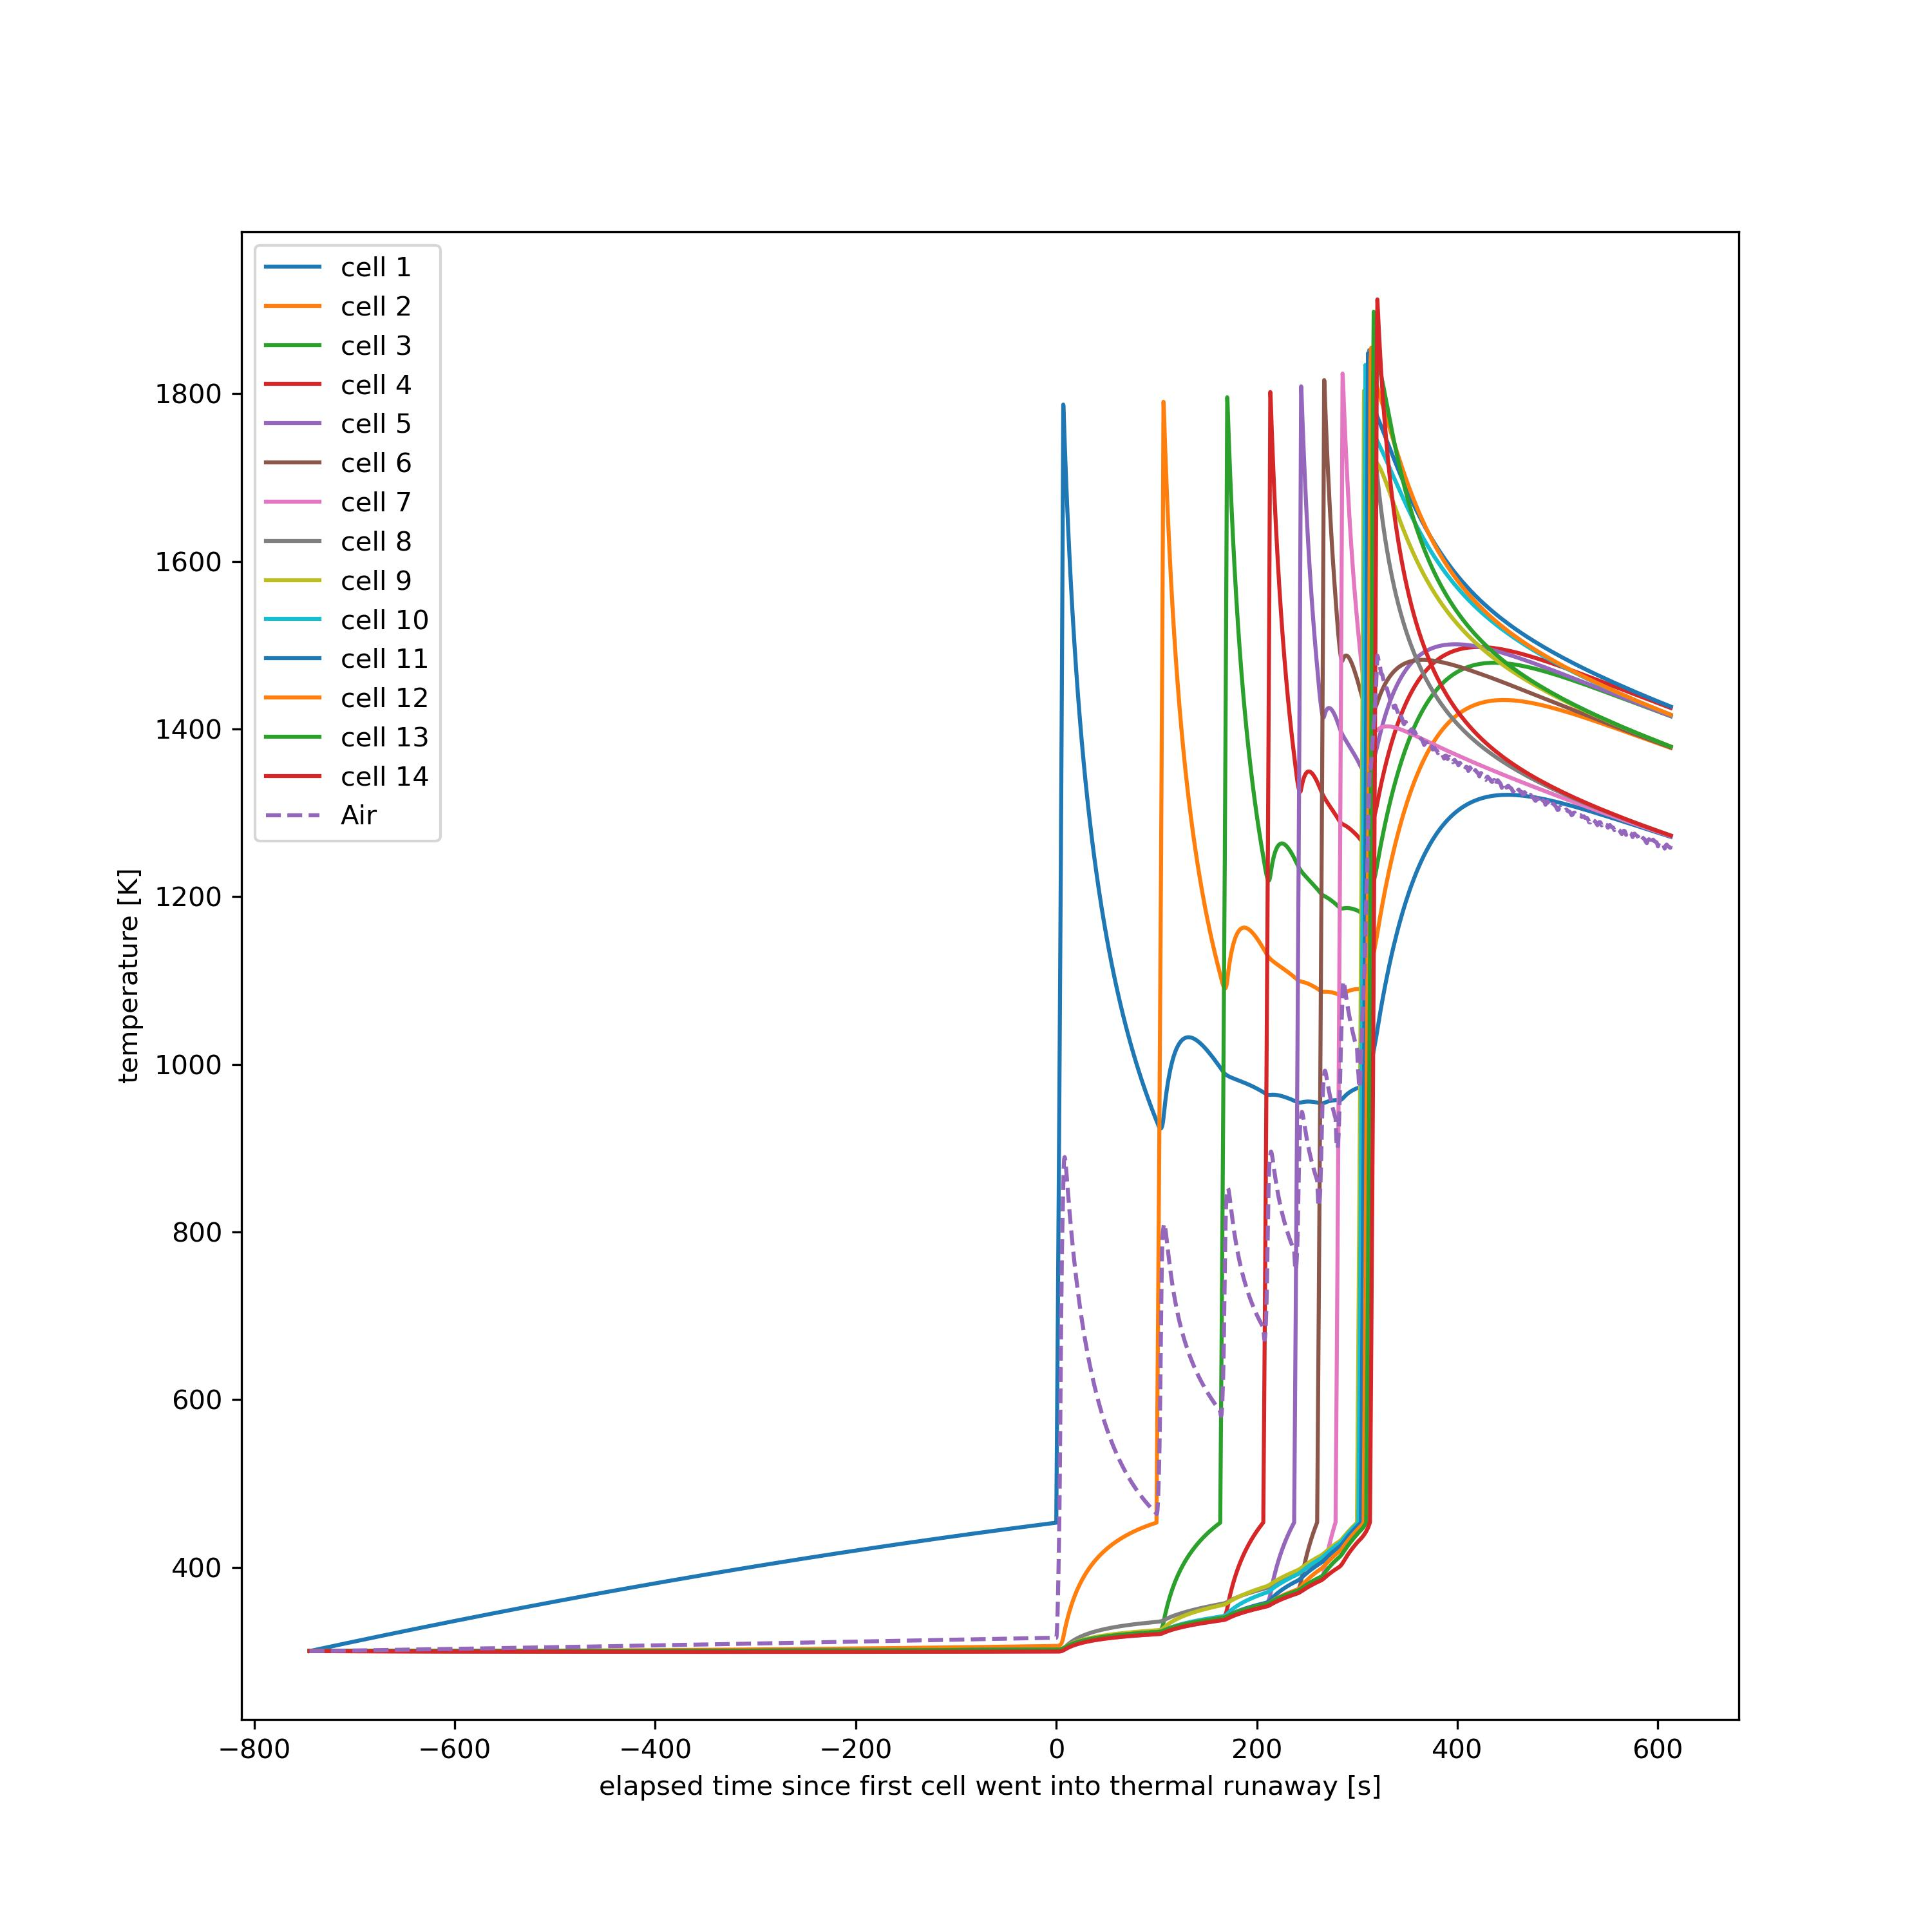 cell 1
cell 2
cell 3
cell 4
cell 5
cell 6
cell 7
cell 8
cell 9
cell 10
cell 11
cell 12
cell 13
cell 14
Air
1800
1600
1400
1200
1000
800
600
400
temperature [K]
−800 −600 −400 −200 0 200 400 600
elapsed time since first cell went into thermal runaway [s]